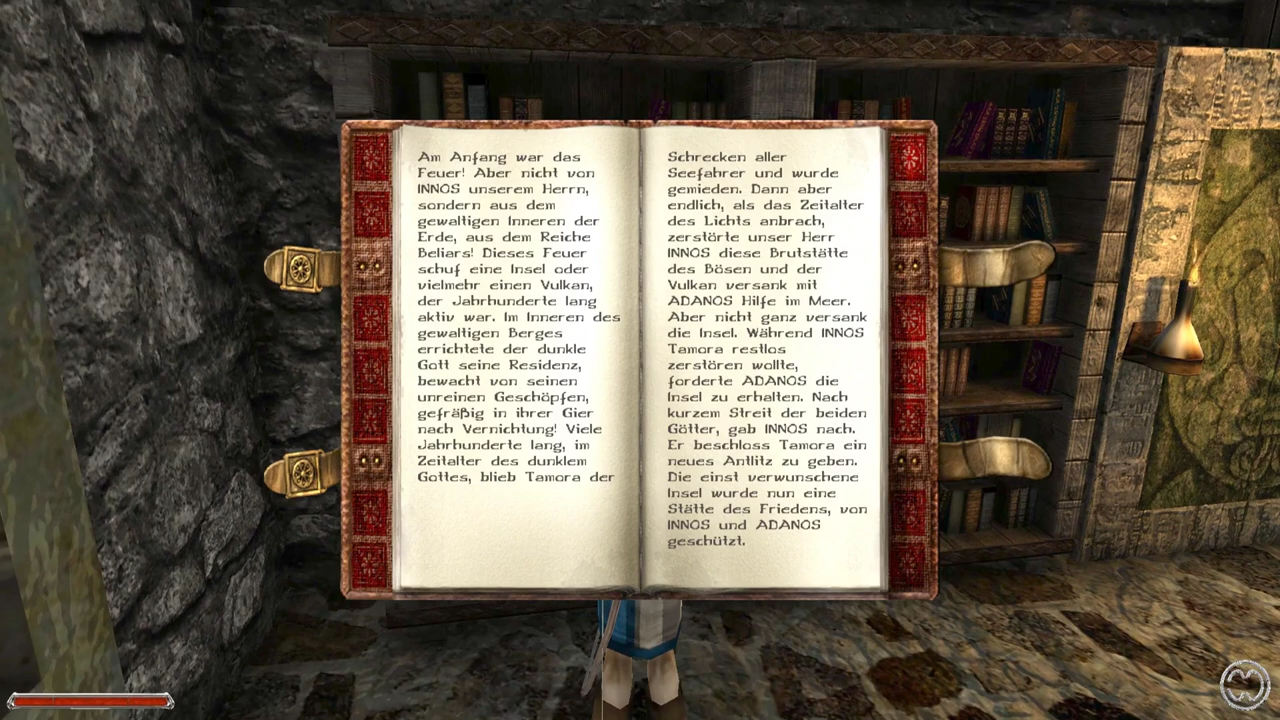 Am Anfang war das
Feuer! Aber nicht von
INNOS unserem Herrn,
sondern aus dem
gewaltigen Inneren der
Erde, aus dem Reiche
Beliars! Dieses Feuer
schuf eine Insel oder
vielmehr einen Vulkan,
der Jahrhunderte lang
aktiv war. Im Inneren des
gewaltigen Berges
errichtete der dunkle
Gott seine Residenz,
bewacht von seinen
unreinen Geschöpfen,
gefräßig in ihrer Gier
nach Vernichtung! Viele
Jahrhunderte lang, im
Zeitalter des dunklem
Gottes, blieb Tamora der
Schrecken aller
Seefahrer und wurde
gemieden. Dann aber
endlich, als das Zeitalter
des Lichts anbrach,
zerstörte unser Herr
INNOS diese Brutstätte
des Bösen und der
Vulkan versank mit
ADANOS Hilfe im Meer.
Aber nicht ganz versank
die Insel. Während INNOS
Tamora restlos
zerstören wollte,
forderte ADANOS die
Insel zu erhalten. Nach
kurzem Streit der beiden
Götter, gab INNOS nach.
Er beschloss Tamora ein
neues Antlitz zu geben.
Die einst verwunschene
Insel wurde nun eine
Stätte des Friedens, von
INNOS und ADANOS
geschützt.